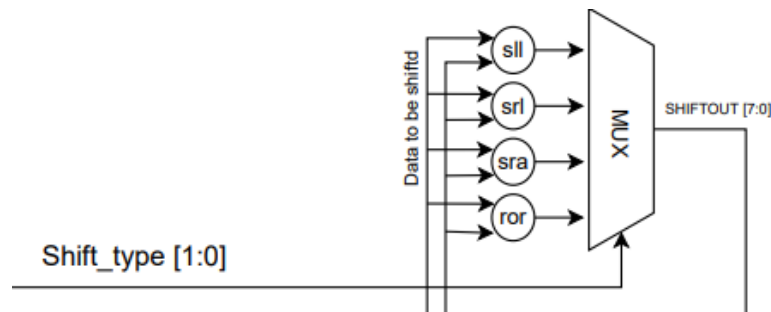 Data to be shiftd
sll
srl
sra
ror
MUX
SHIFTOUT [7:0]
Shift_type [1:0]